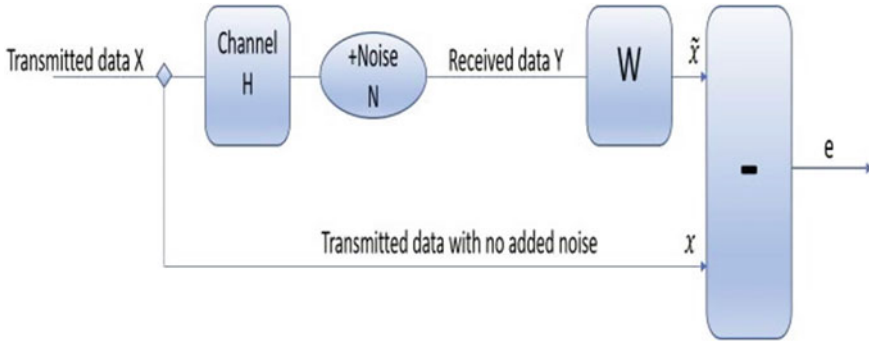 Transmitted data X
Channel
H
+Noise
N
Received data Y
W
x̃
-
e
Transmitted data with no added noise
x